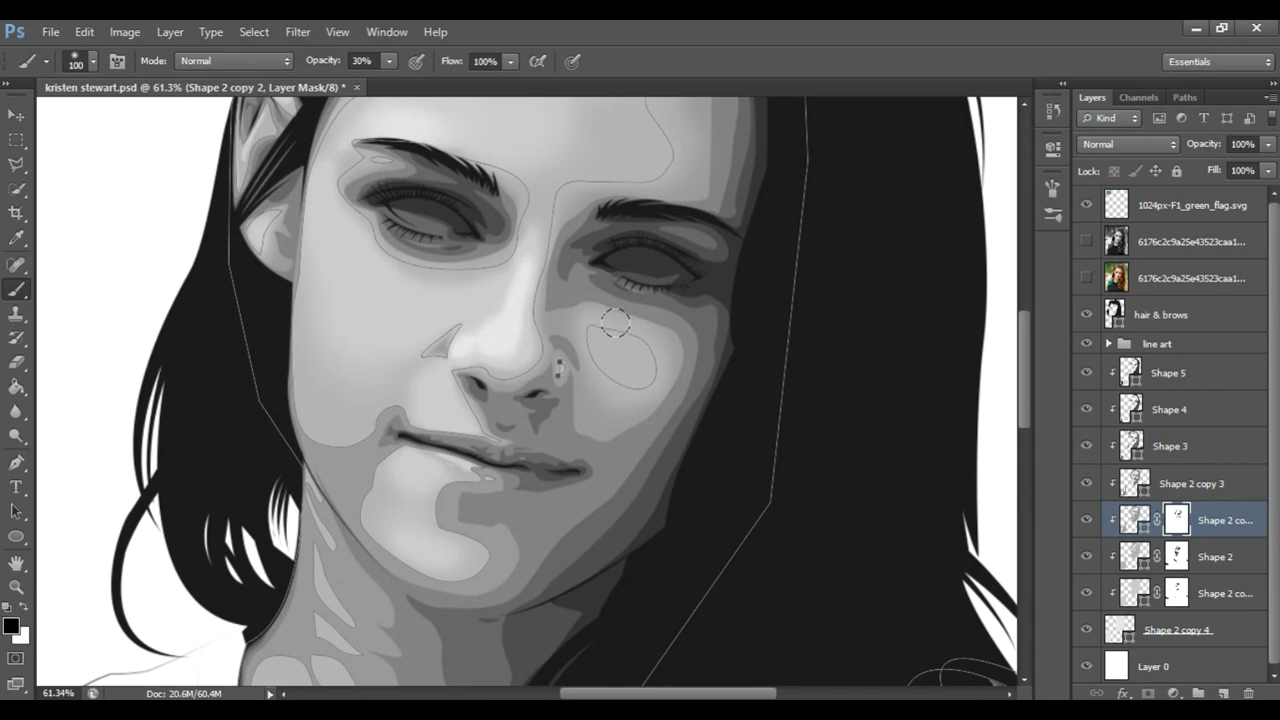 Ps File Edit Image Layer Type Select Filter View Window Help
100 Mode: Normal Opacity: 30% Flow: 100% Essentials
kristen stewart.psd @ 61.3% (Shape 2 copy 2, Layer Mask/8) *
Layers Channels Paths
Kind
Normal Opacity: 100%
Lock: Fill: 100%
1024px-F1_green_flag.svg
6176c2c9a25e43523caa1...
6176c2c9a25e43523caa1...
hair & brows
line art
Shape 5
Shape 4
Shape 3
Shape 2 copy 3
Shape 2 co...
Shape 2
Shape 2 co...
Shape 2 copy 4
Layer 0
61.34% Doc: 20.6M/60.4M